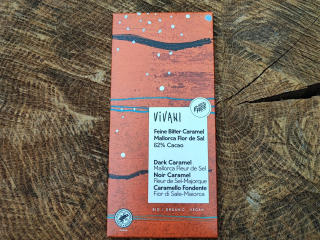 ViVANI
Feine Bitter Caramel
Mallorca Flor de Sal
62% Cacao
Dark Caramel
Mallorca Fleur de Sel
Noir Caramel
Fleur de Sel-Majorque
Caramello Fondente
Fior di Sale-Maiorca
BIO · ORGANIC · VEGAN